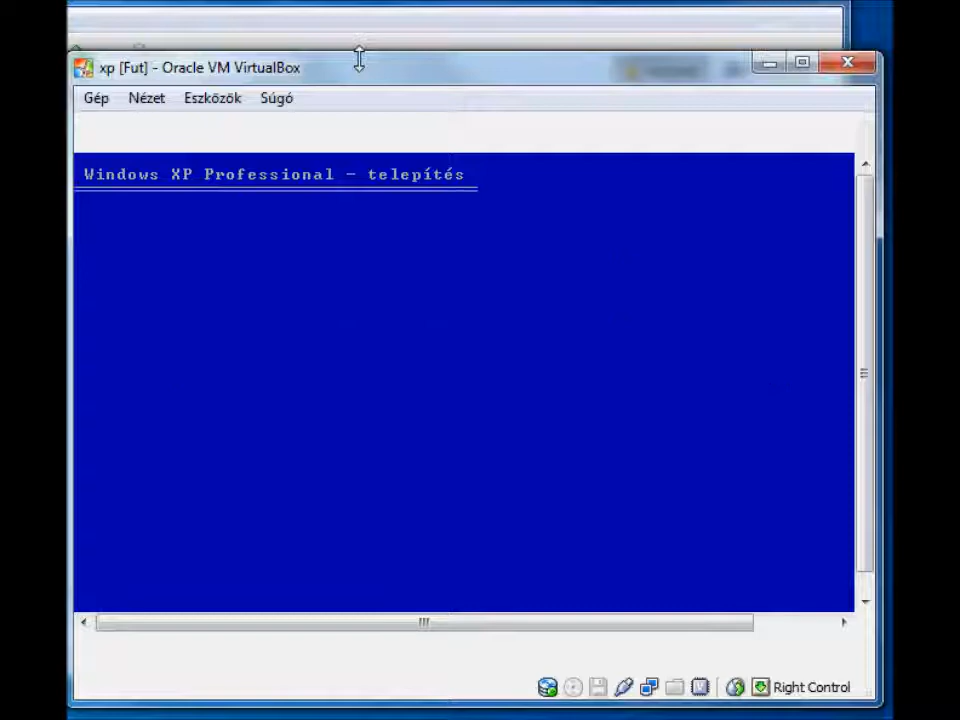 xp [Fut] - Oracle VM VirtualBox
Gép Nézet Eszközök Súgó
Windows XP Professional - telepítés
Right Control